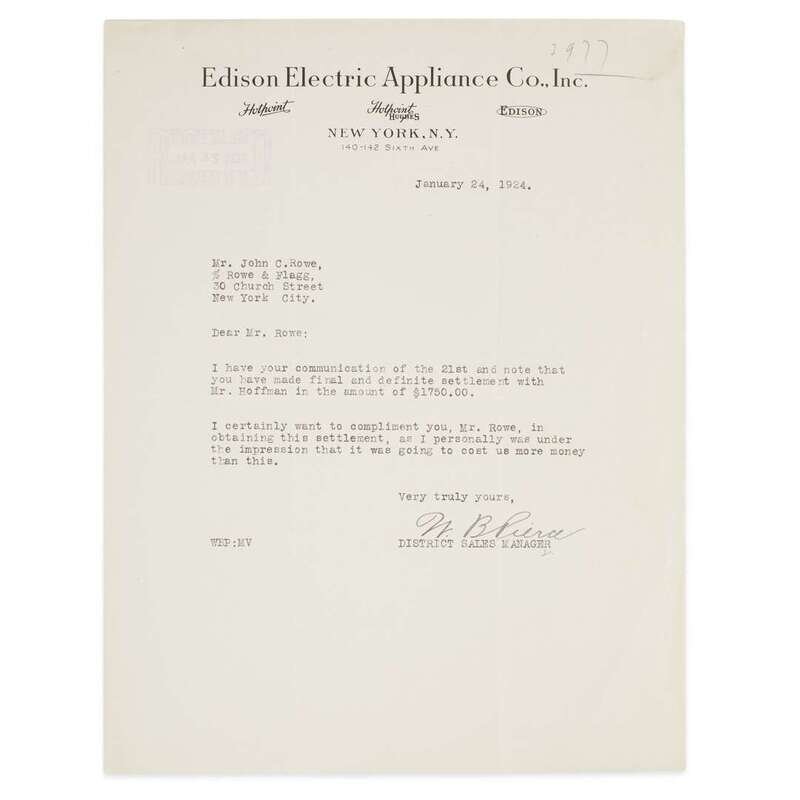 3977
Edison Electric Appliance Co., Inc.
Hotpoint Hotpoint HUGHES EDISON
NEW YORK, N.Y.
140-142 SIXTH AVE
January 24, 1924.
Mr. John C.Rowe,
℅ Rowe & Flagg,
30 Church Street
New York City.
Dear Mr. Rowe:
I have your communication of the 21st and note that
you have made final and definite settlement with
Mr. Hoffman in the amount of $1750.00.
I certainly want to compliment you, Mr. Rowe, in
obtaining this settlement, as I personally was under
the impression that it was going to cost us more money
than this.
Very truly yours,
W B Pierce
WBP:MV DISTRICT SALES MANAGER